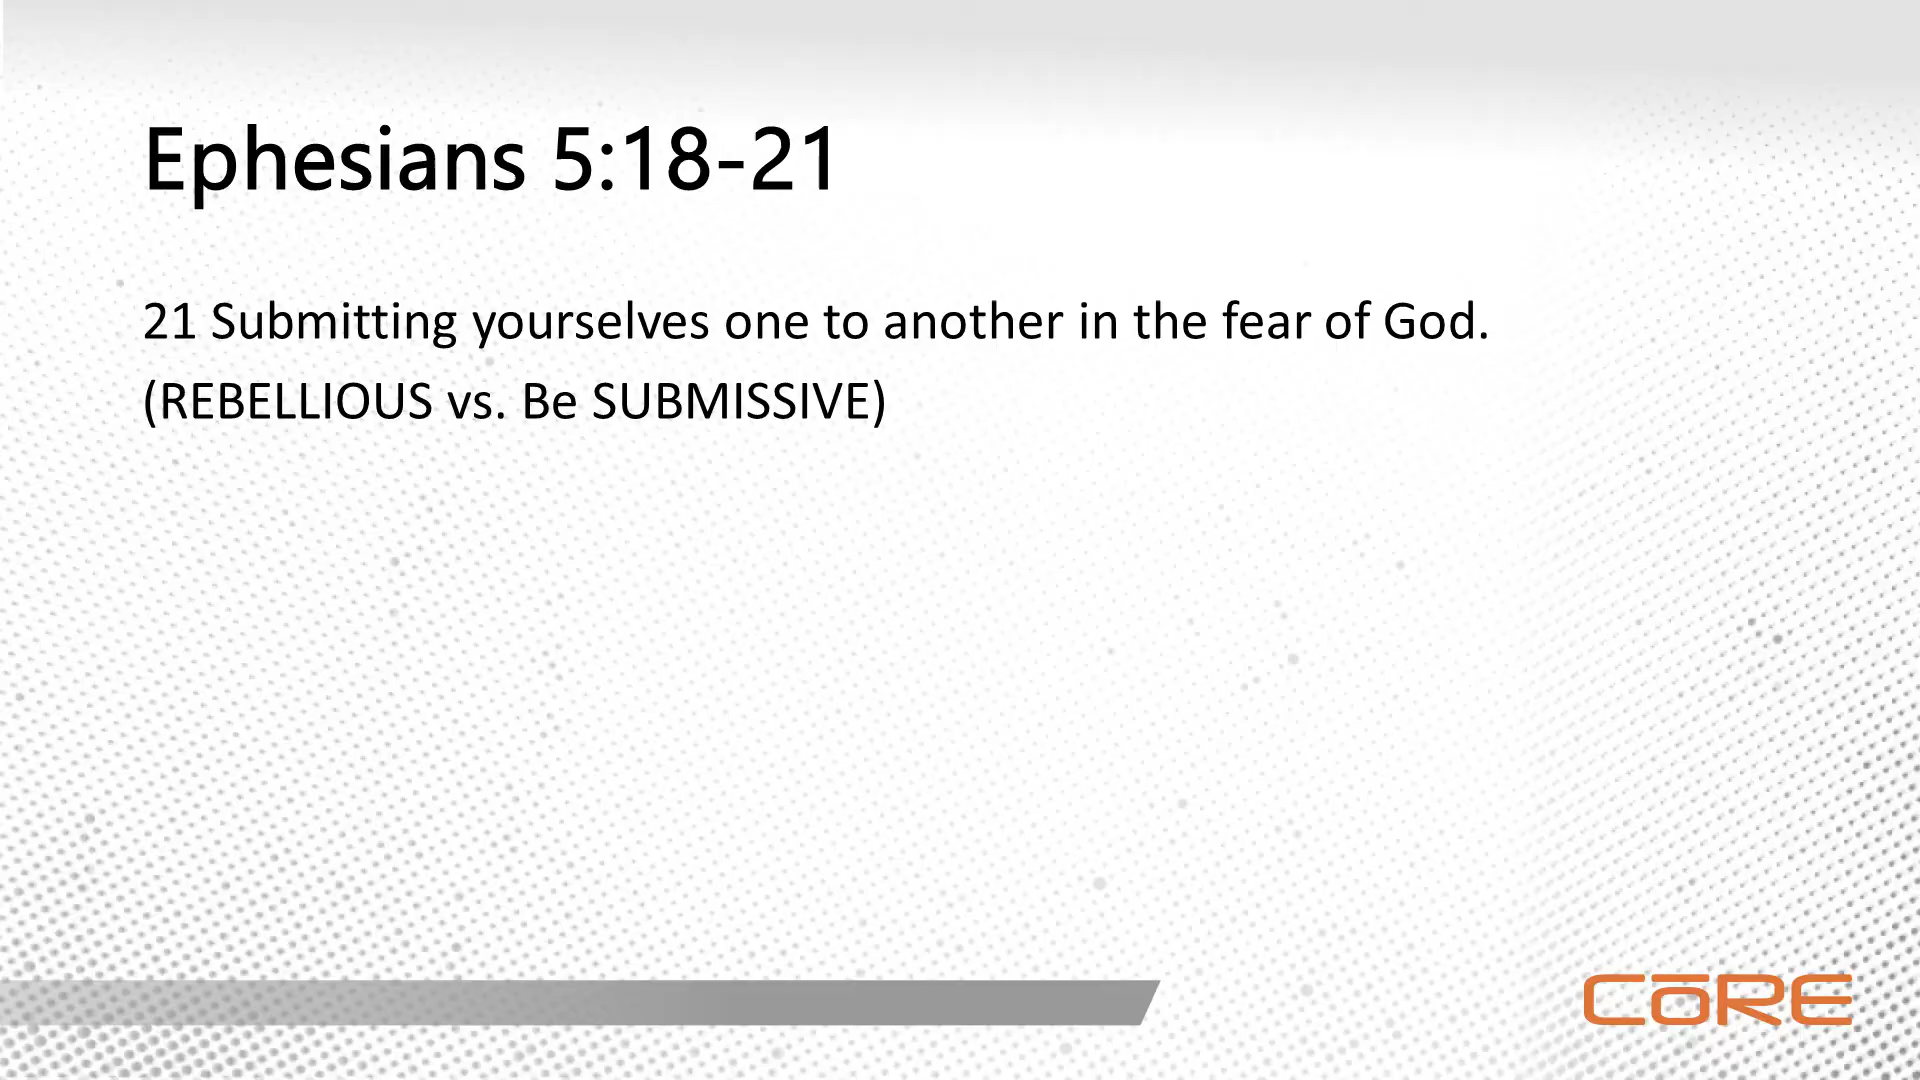 Ephesians 5:18-21
21 Submitting yourselves one to another in the fear of God.
(REBELLIOUS vs. Be SUBMISSIVE)
CōRE